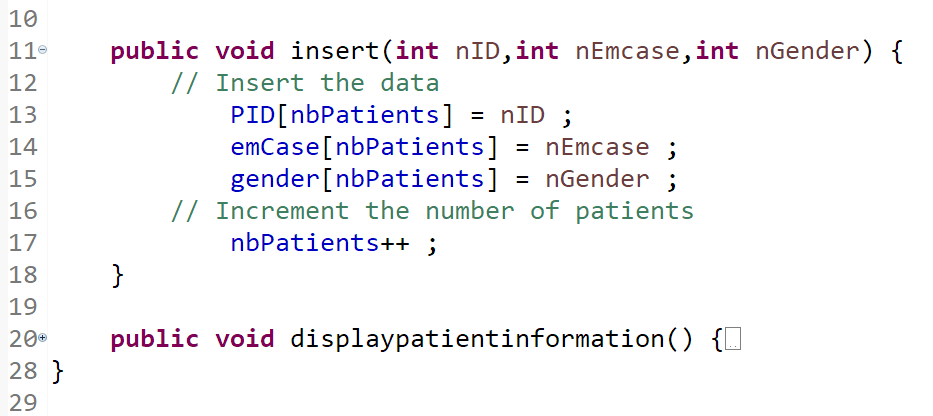 10
11 public void insert(int nID,int nEmcase,int nGender) {
12 // Insert the data
13 PID[nbPatients] = nID ;
14 emCase[nbPatients] = nEmcase ;
15 gender[nbPatients] = nGender ;
16 // Increment the number of patients
17 nbPatients++ ;
18 }
19
20 public void displaypatientinformation() {..
28 }
29